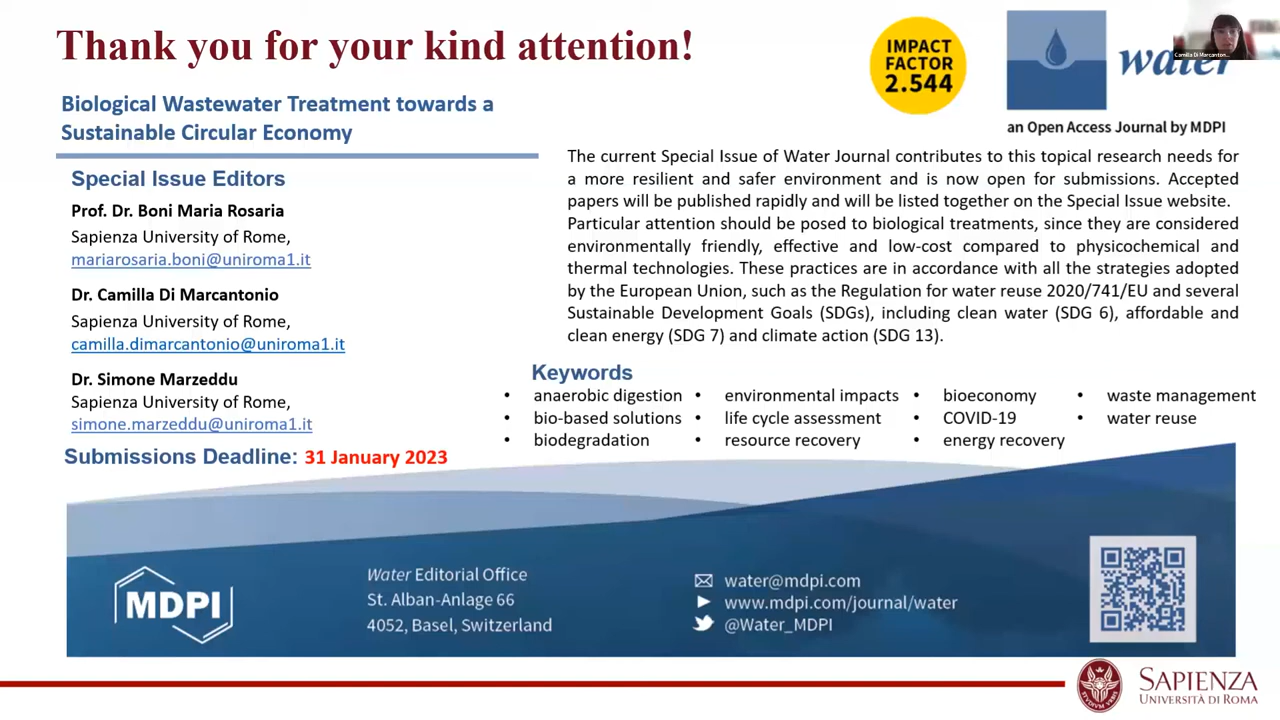 Thank you for your kind attention!
IMPACT
FACTOR
2.544
water
Camilla Di Marcanton...
an Open Access Journal by MDPI
Biological Wastewater Treatment towards a
Sustainable Circular Economy
Special Issue Editors
Prof. Dr. Boni Maria Rosaria
Sapienza University of Rome,
mariarosaria.boni@uniroma1.it
Dr. Camilla Di Marcantonio
Sapienza University of Rome,
camilla.dimarcantonio@uniroma1.it
Dr. Simone Marzeddu
Sapienza University of Rome,
simone.marzeddu@uniroma1.it
Submissions Deadline: 31 January 2023
The current Special Issue of Water Journal contributes to this topical research needs for
a more resilient and safer environment and is now open for submissions. Accepted
papers will be published rapidly and will be listed together on the Special Issue website.
Particular attention should be posed to biological treatments, since they are considered
environmentally friendly, effective and low-cost compared to physicochemical and
thermal technologies. These practices are in accordance with all the strategies adopted
by the European Union, such as the Regulation for water reuse 2020/741/EU and several
Sustainable Development Goals (SDGs), including clean water (SDG 6), affordable and
clean energy (SDG 7) and climate action (SDG 13).
Keywords
• anaerobic digestion
• bio-based solutions
• biodegradation
• environmental impacts
• life cycle assessment
• resource recovery
• bioeconomy
• COVID-19
• energy recovery
• waste management
• water reuse
MDPI
Water Editorial Office
St. Alban-Anlage 66
4052, Basel, Switzerland
water@mdpi.com
www.mdpi.com/journal/water
@Water_MDPI
SAPIENZA
UNIVERSITÀ DI ROMA